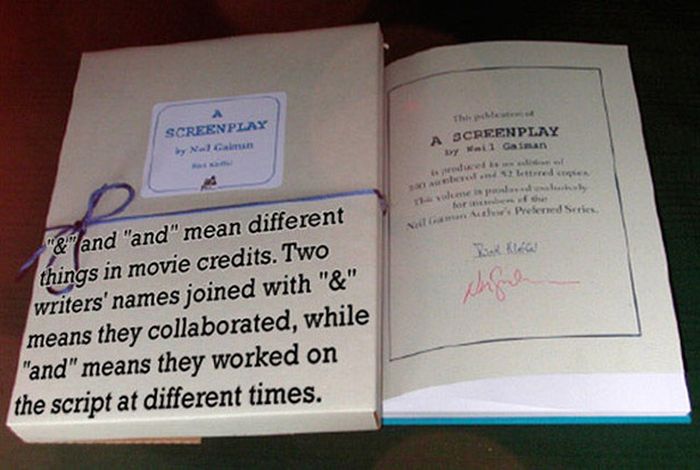 A
SCREENPLAY
by Neil Gaiman
"&" and "and" mean different
things in movie credits. Two
writers' names joined with "&"
means they collaborated, while
"and" means they worked on
the script at different times.
This publication of
A SCREENPLAY
by Neil Gaiman
is produced in an edition of
numbered and 52 lettered copies.
This volume is produced exclusively
for members of the
Neil Gaiman Author's Preferred Series.